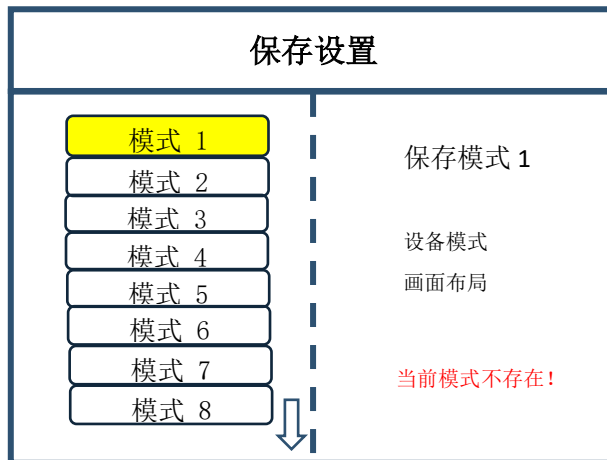 保存设置
模式 1
模式 2
模式 3
模式 4
模式 5
模式 6
模式 7
模式 8
保存模式 1
设备模式
画面布局
当前模式不存在！